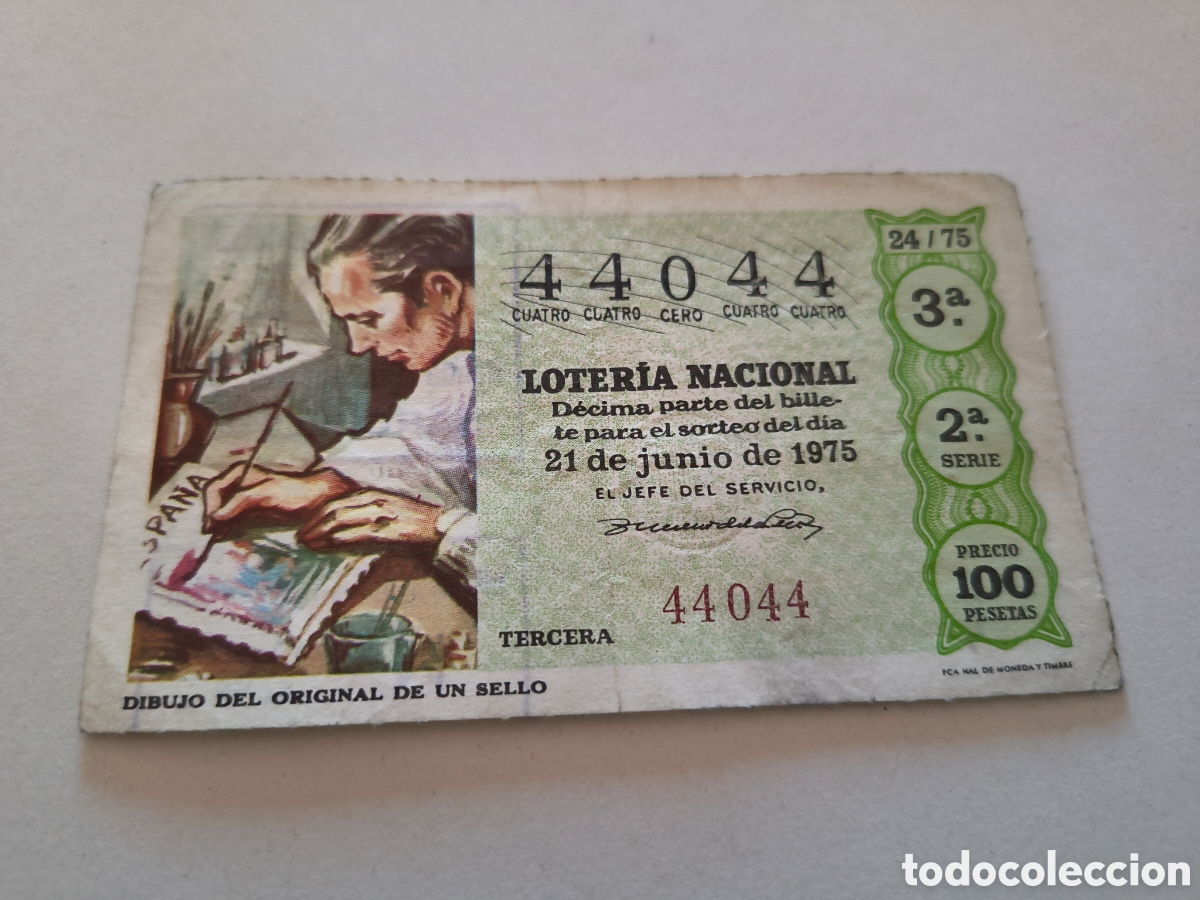 24 / 75
44044
CUATRO CUATRO CERO CUATRO CUATRO
3ª.
LOTERÍA NACIONAL
Décima parte del bille-
te para el sorteo del día
21 de junio de 1975
2ª.
SERIE
EL JEFE DEL SERVICIO,
PRECIO
100
PESETAS
44044
TERCERA
ESPAÑA
FCA NAL DE MONEDA Y TIMBRE
DIBUJO DEL ORIGINAL DE UN SELLO
todocoleccion